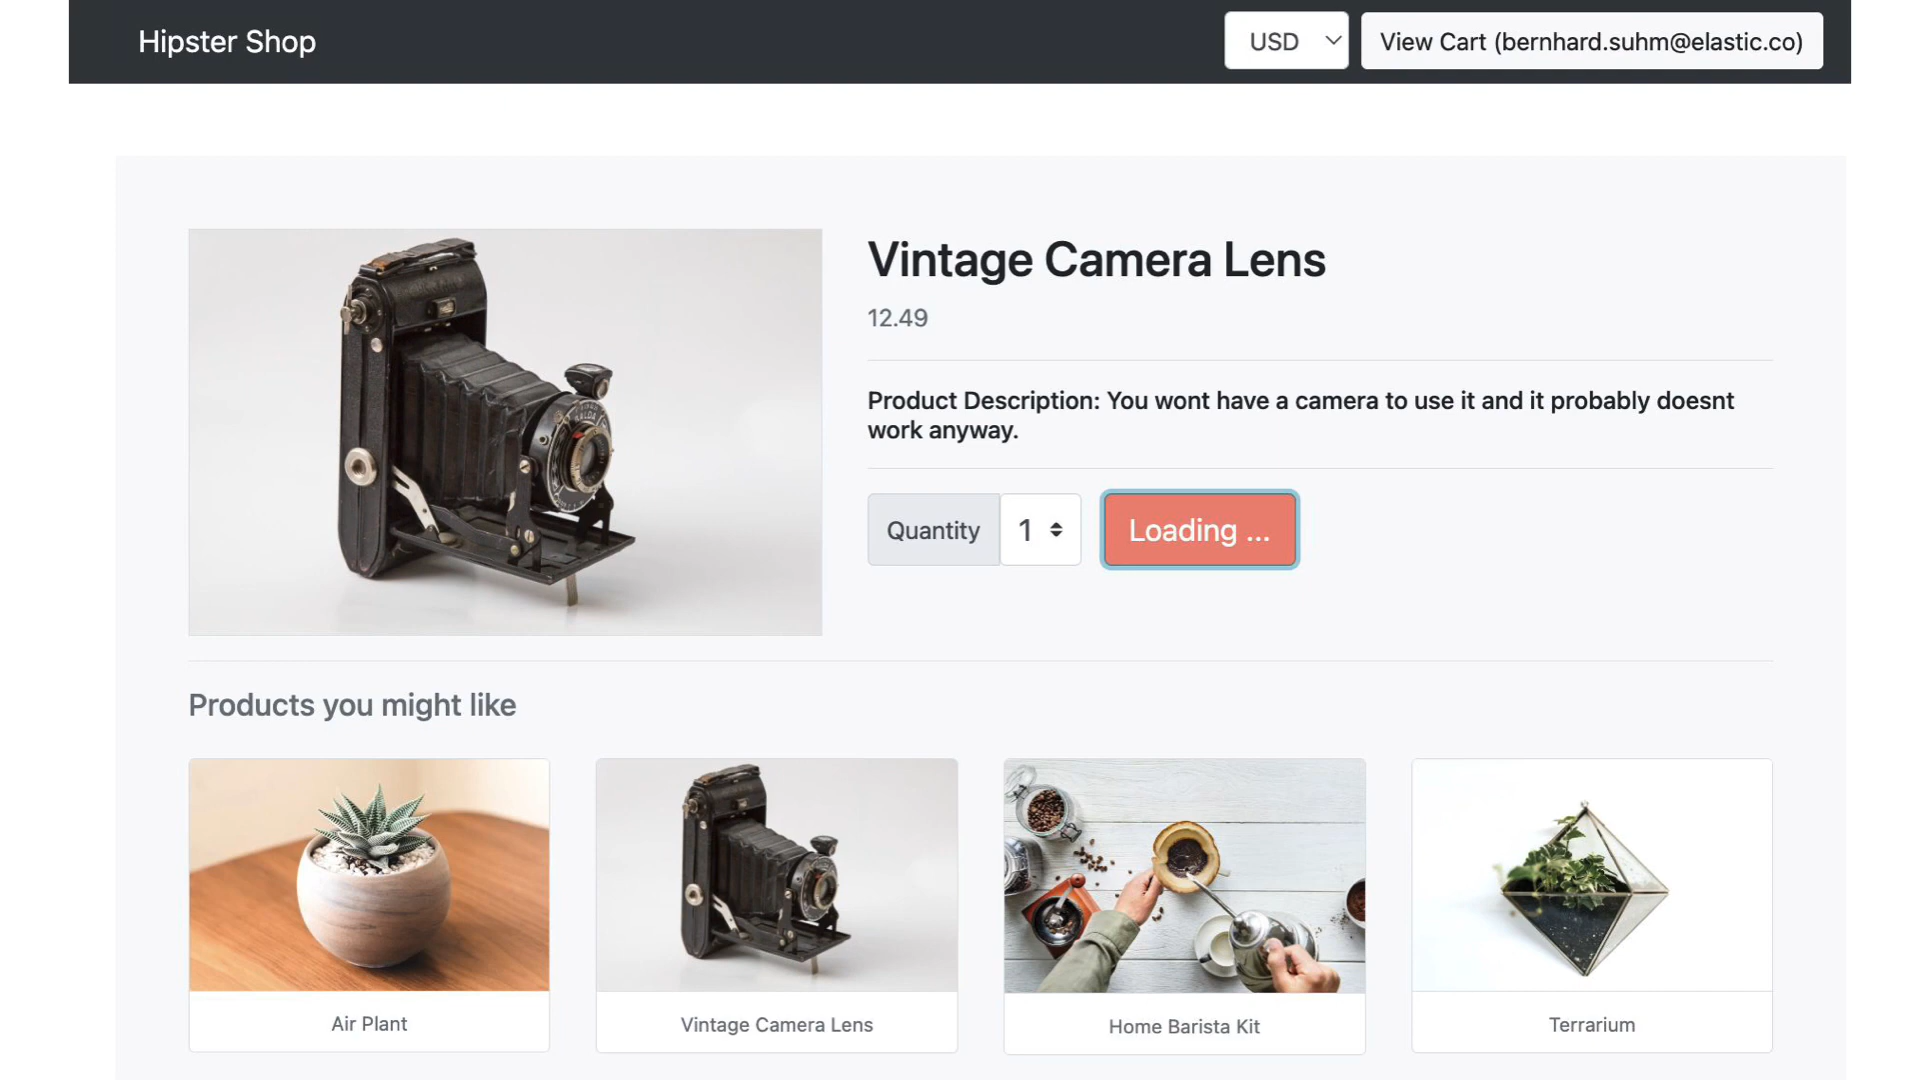 Hipster Shop
USD
View Cart (bernhard.suhm@elastic.co)
Vintage Camera Lens
12.49
Product Description: You wont have a camera to use it and it probably doesnt
work anyway.
Quantity
1
Loading ...
Products you might like
Air Plant
Vintage Camera Lens
Home Barista Kit
Terrarium